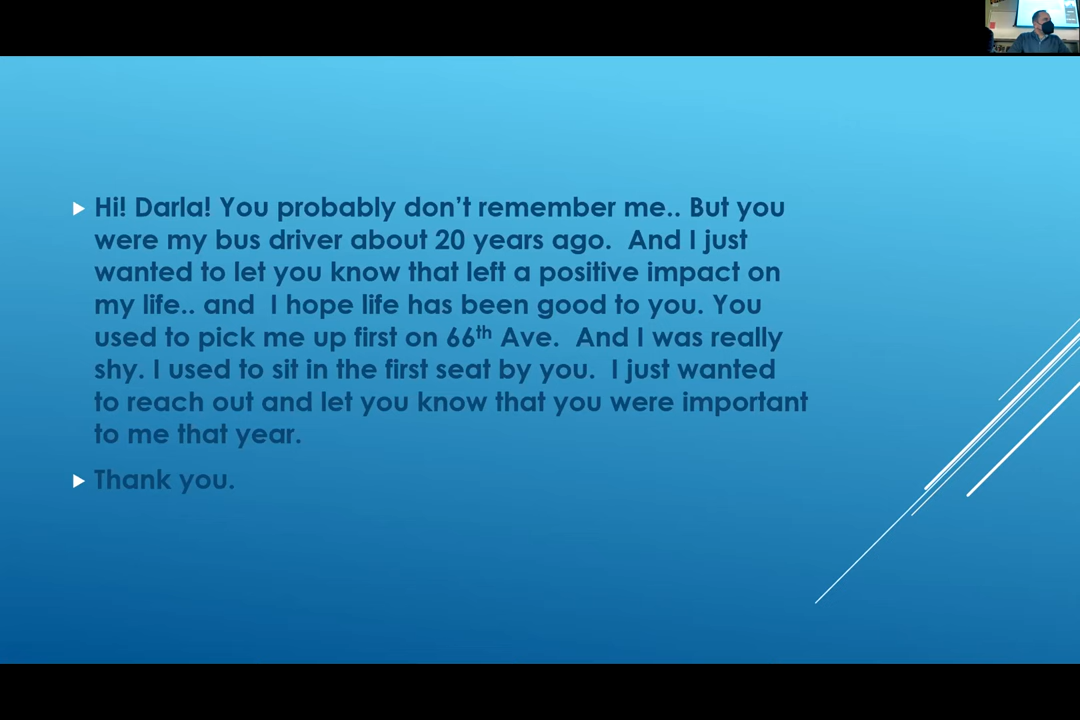 Hi! Darla! You probably don't remember me.. But you
were my bus driver about 20 years ago.  And I just
wanted to let you know that left a positive impact on
my life.. and  I hope life has been good to you. You
used to pick me up first on 66th Ave.  And I was really
shy. I used to sit in the first seat by you.  I just wanted
to reach out and let you know that you were important
to me that year.
Thank you.